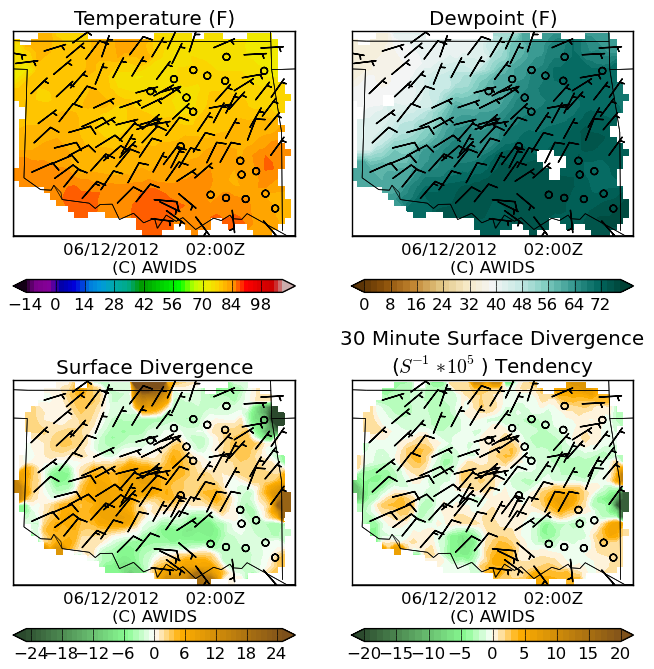 Temperature (F)
06/12/2012 02:00Z
(C) AWIDS
−14 0 14 28 42 56 70 84 98
Dewpoint (F)
06/12/2012 02:00Z
(C) AWIDS
0 8 16 24 32 40 48 56 64 72
Surface Divergence
06/12/2012 02:00Z
(C) AWIDS
−24 −18 −12 −6 0 6 12 18 24
30 Minute Surface Divergence
(S⁻¹ *10⁵ ) Tendency
06/12/2012 02:00Z
(C) AWIDS
−20 −15 −10 −5 0 5 10 15 20